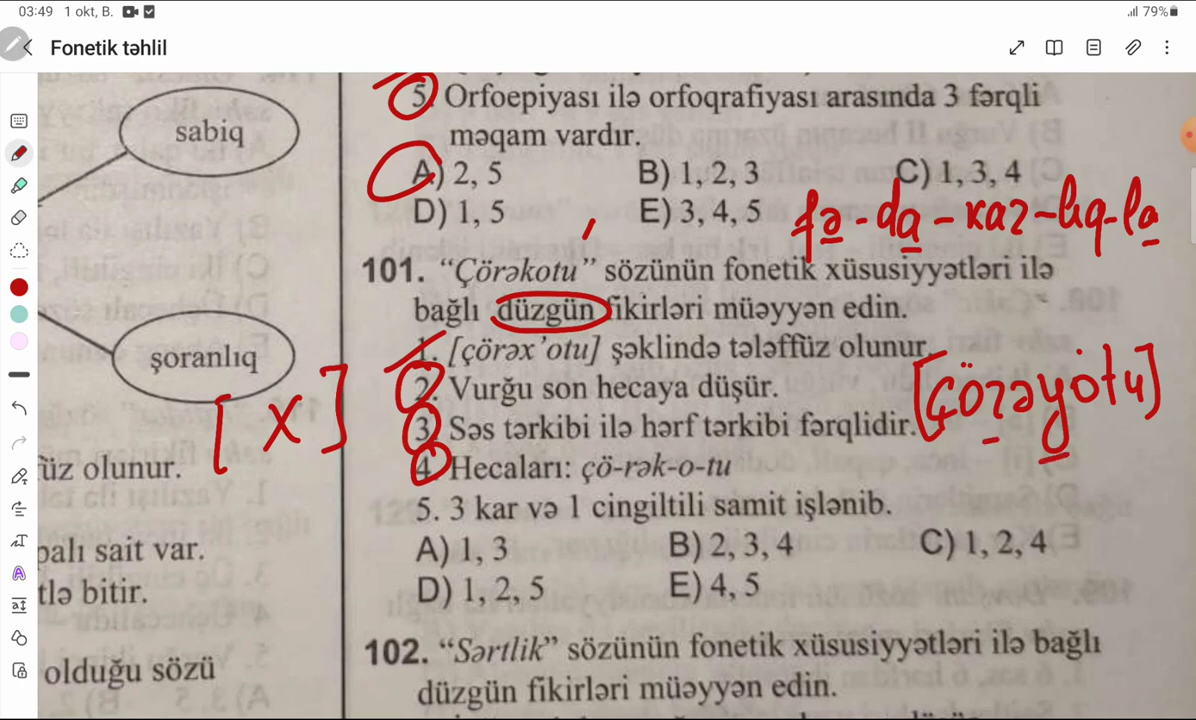 03:49 1 okt, B. 79%
Fonetik təhlil
sabiq
şoranlıq
[ x ]
üz olunur.
palı sait var.
tlə bitir.
olduğu sözü
5. Orfoepiyası ilə orfoqrafiyası arasında 3 fərqli
məqam vardır.
A) 2, 5 B) 1, 2, 3 C) 1, 3, 4
D) 1, 5 E) 3, 4, 5
fə-da-kar-lıq-la
101. “Çörəkotu” sözünün fonetik xüsusiyyətləri ilə
bağlı düzgün fikirləri müəyyən edin.
1. [çörəx’otu] şəklində tələffüz olunur.
2. Vurğu son hecaya düşür.
[çörəyotu]
3. Səs tərkibi ilə hərf tərkibi fərqlidir.
4. Hecaları: çö-rək-o-tu
5. 3 kar və 1 cingiltili samit işlənib.
A) 1, 3 B) 2, 3, 4 C) 1, 2, 4
D) 1, 2, 5 E) 4, 5
102. “Sərtlik” sözünün fonetik xüsusiyyətləri ilə bağlı
düzgün fikirləri müəyyən edin.